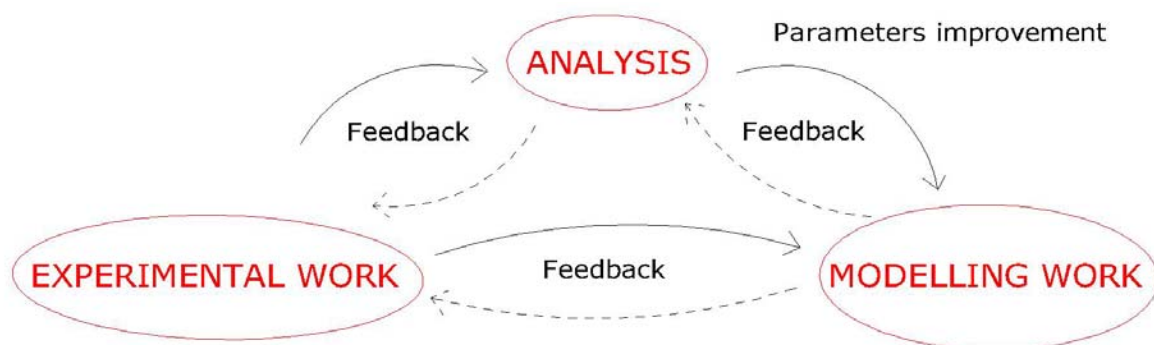 Parameters improvement
ANALYSIS
Feedback
Feedback
EXPERIMENTAL WORK
Feedback
MODELLING WORK